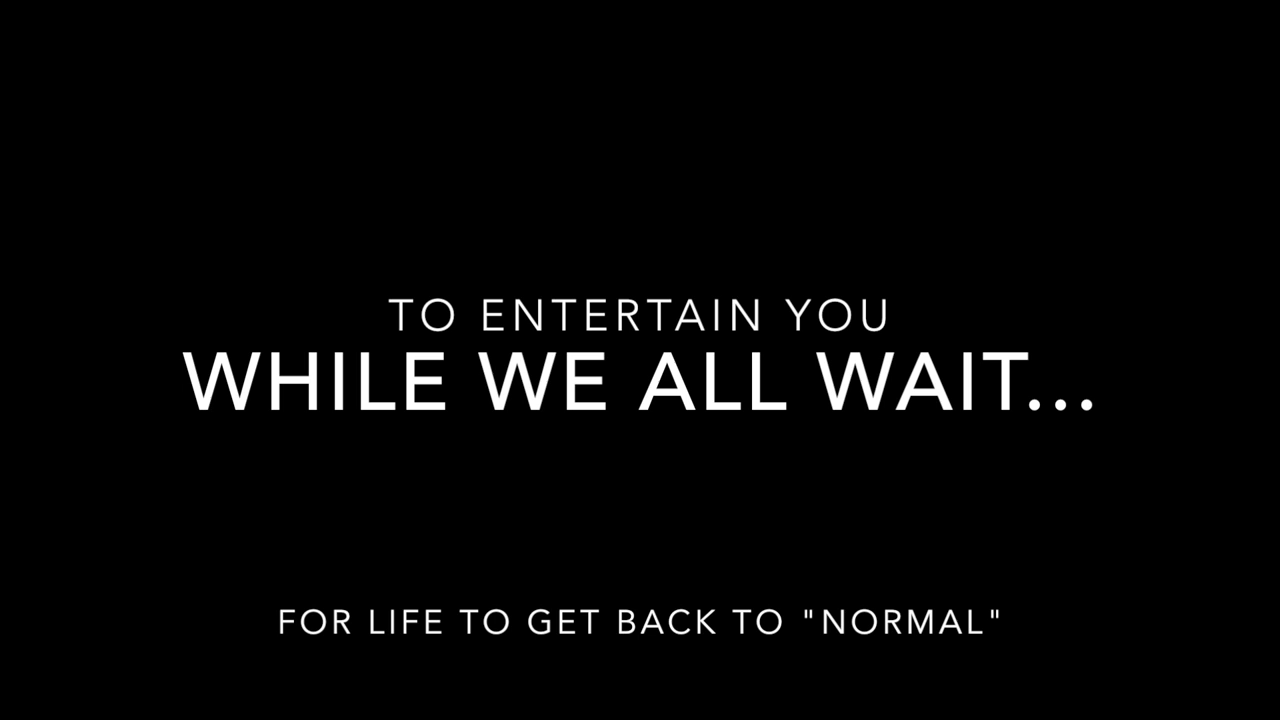 TO ENTERTAIN YOU
WHILE WE ALL WAIT...
FOR LIFE TO GET BACK TO "NORMAL"